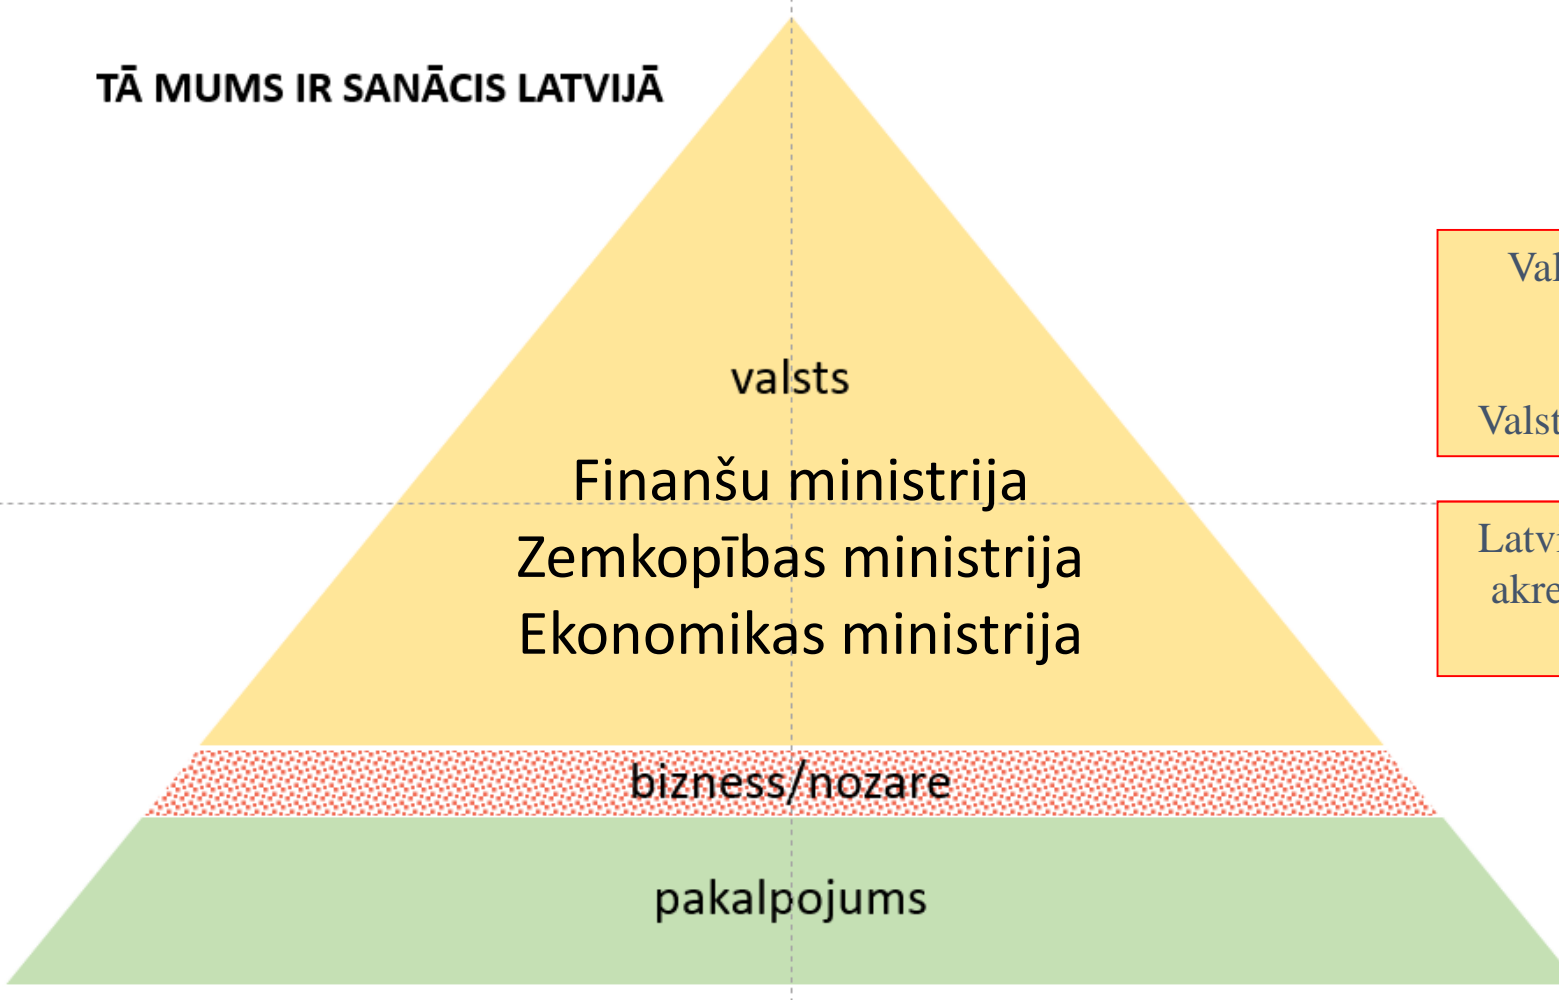 TĀ MUMS IR SANĀCIS LATVIJĀ
valsts
Finanšu ministrija
Zemkopības ministrija
Ekonomikas ministrija
bizness/nozare
pakalpojums